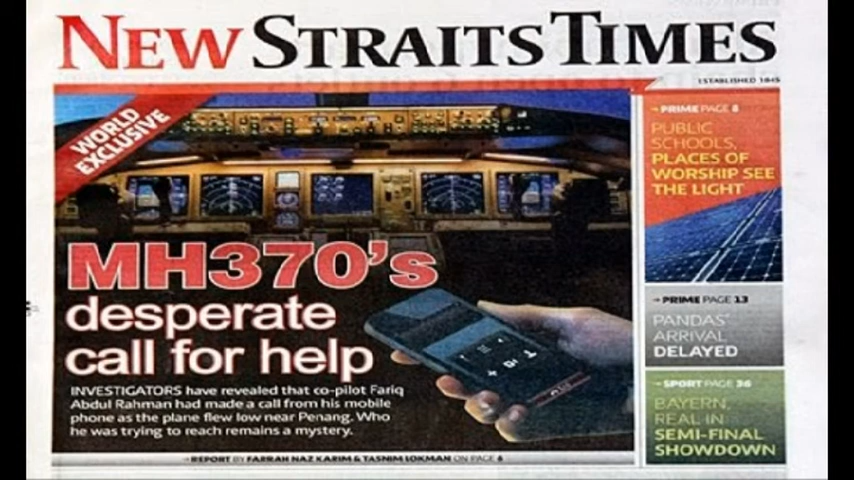 NEW STRAITS TIMES
ESTABLISHED 1845
WORLD
EXCLUSIVE
MH370's
desperate
call for help
INVESTIGATORS have revealed that co-pilot Fariq
Abdul Rahman had made a call from his mobile
phone as the plane flew low near Penang. Who
he was trying to reach remains a mystery.
REPORT BY FARRAH NAZ KARIM & TASNIM LOKMAN ON PAGE 6
PRIME PAGE 8
PUBLIC
SCHOOLS,
PLACES OF
WORSHIP SEE
THE LIGHT
PRIME PAGE 13
PANDAS'
ARRIVAL
DELAYED
SPORT PAGE 36
BAYERN,
REAL IN
SEMI-FINAL
SHOWDOWN